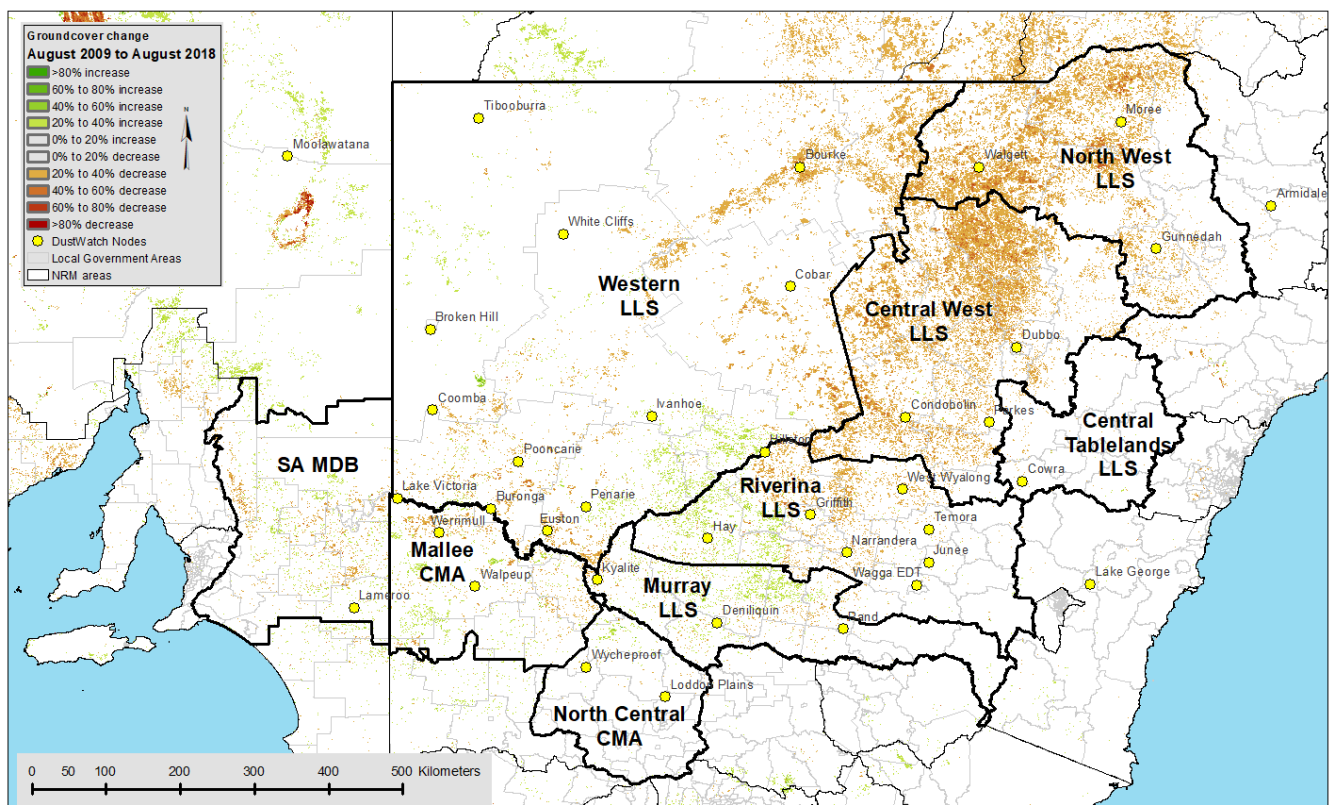 Groundcover change
August 2009 to August 2018
>80% increase
60% to 80% increase
40% to 60% increase
20% to 40% increase
0% to 20% increase
0% to 20% decrease
20% to 40% decrease
40% to 60% decrease
60% to 80% decrease
>80% decrease
DustWatch Nodes
Local Government Areas
NRM areas
N
Tibooburra
Moolawatana
Moree
Bourke
Walgett
North West
LLS
Armidale
White Cliffs
Gunnedah
Western
LLS
Cobar
Central West
LLS
Broken Hill
Dubbo
Coomba
Ivanhoe
Condobolin
Parkes
Central
Tablelands
LLS
Hillston
Pooncarie
SA MDB
Cowra
Riverina
LLS
West Wyalong
Lake Victoria
Buronga
Penarie
Griffith
Werrimull
Euston
Temora
Hay
Mallee
CMA
Narrandera
Junee
Walpeup
Kyalite
Wagga EDT
Lake George
Murray
LLS
Lameroo
Deniliquin
Rand
Wycheproof
Loddon Plains
North Central
CMA
0 50 100 200 300 400 500 Kilometers